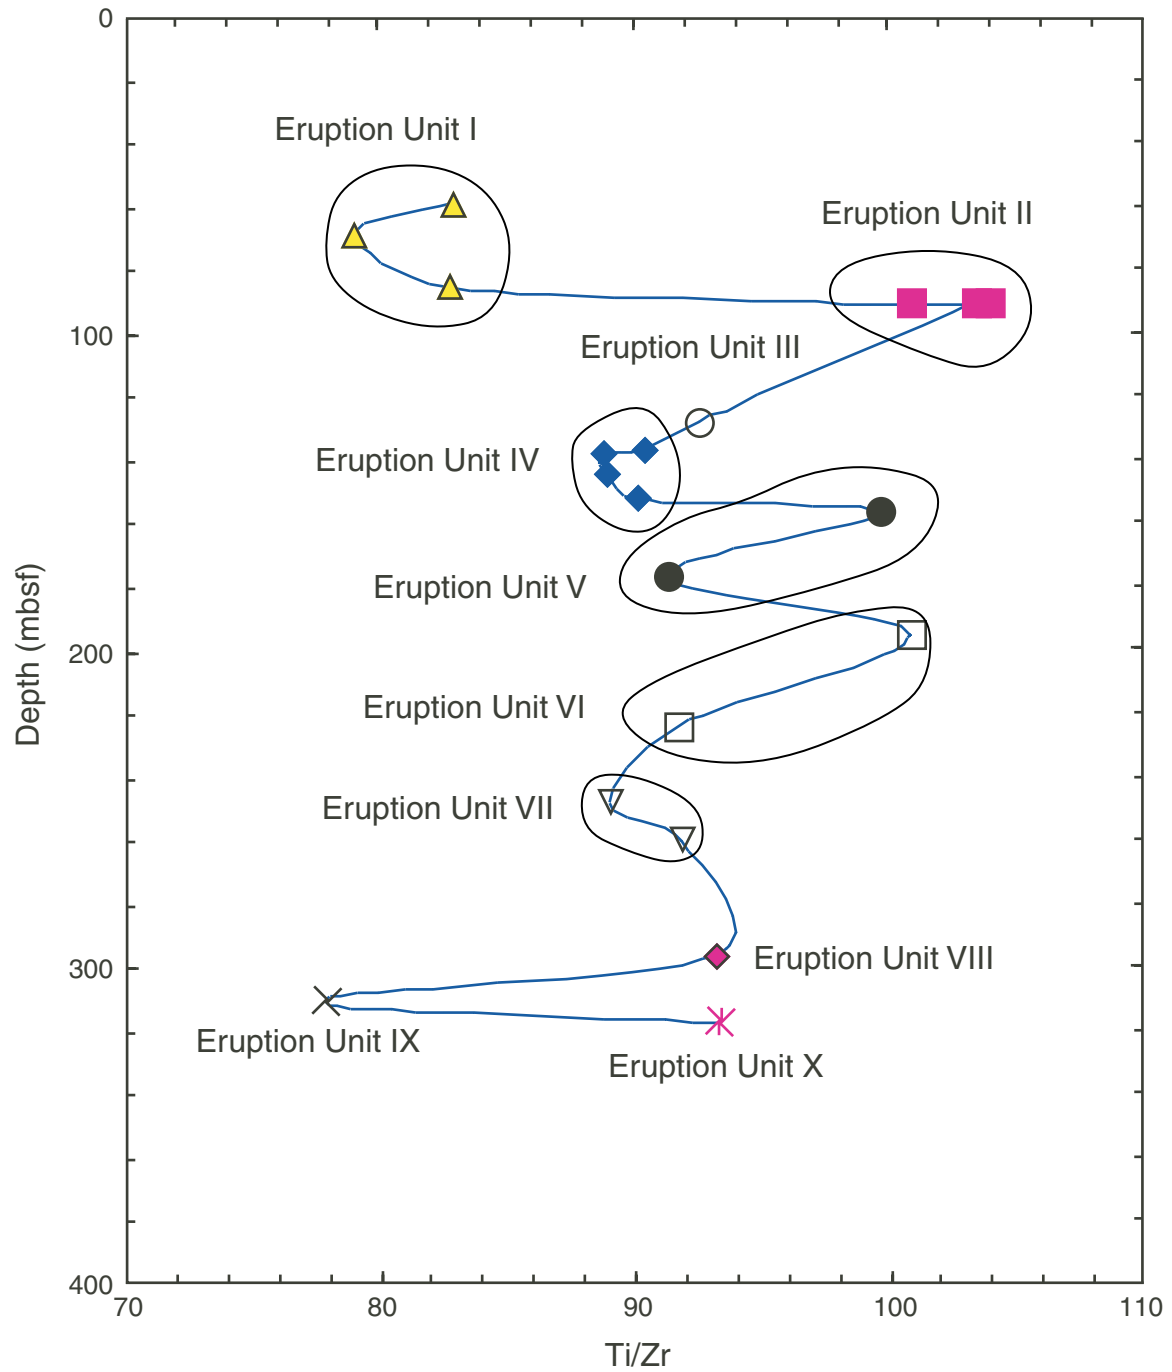 0
Eruption Unit I
Eruption Unit II
100
Eruption Unit III
Eruption Unit IV
Eruption Unit V
Depth (mbsf)
200
Eruption Unit VI
Eruption Unit VII
300
Eruption Unit VIII
Eruption Unit IX
Eruption Unit X
400
70 80 90 100 110
Ti/Zr